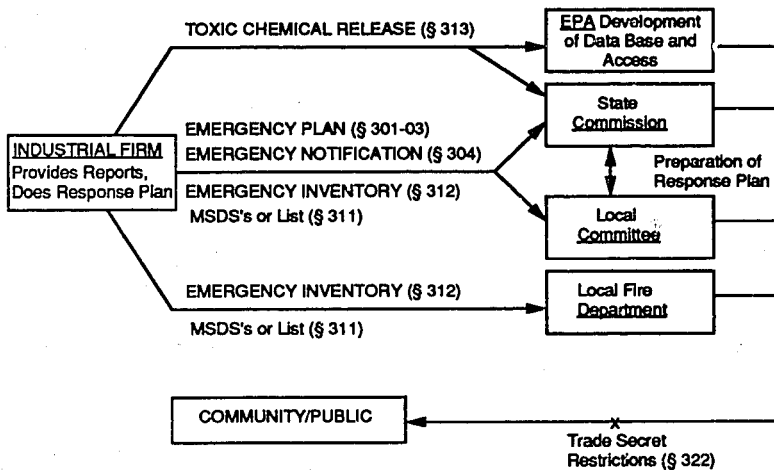 TOXIC CHEMICAL RELEASE (§ 313)
EPA Development
of Data Base and
Access
State
Commission
EMERGENCY PLAN (§ 301-03)
EMERGENCY NOTIFICATION (§ 304)
INDUSTRIAL FIRM
Provides Reports,
Does Response Plan
Preparation of
Response Plan
EMERGENCY INVENTORY (§ 312)
MSDS's or List (§ 311)
Local
Committee
EMERGENCY INVENTORY (§ 312)
MSDS's or List (§ 311)
Local Fire
Department
COMMUNITY/PUBLIC
Trade Secret
Restrictions (§ 322)